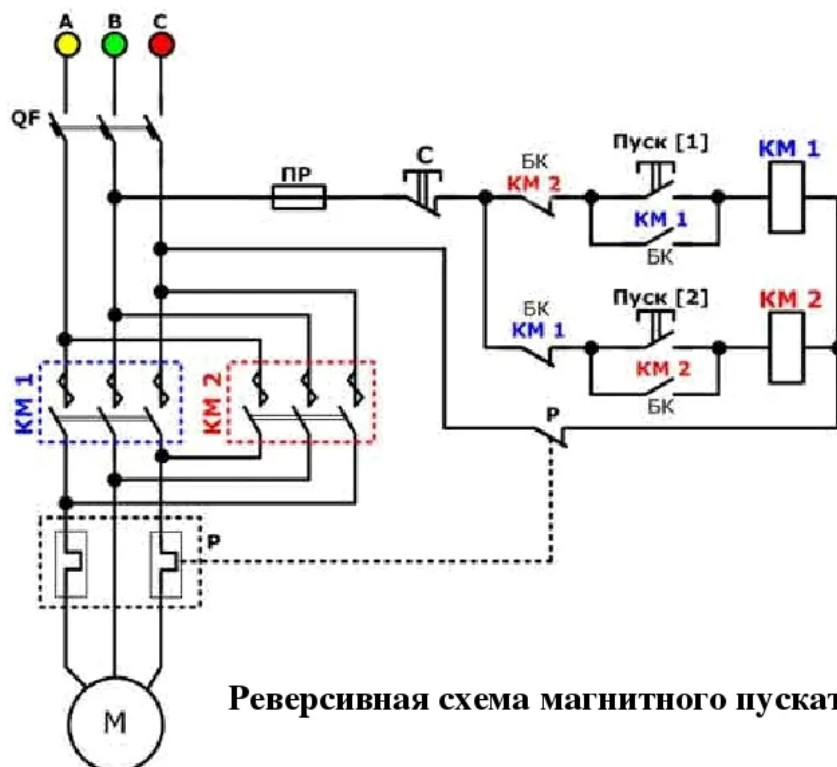 A B C
QF
ПР
С
БК
КМ 2
Пуск [1]
КМ 1
КМ 1
БК
БК
КМ 1
Пуск [2]
КМ 2
КМ 2
БК
КМ 1
КМ 2
Р
Р
М
Реверсивная схема магнитного пускат